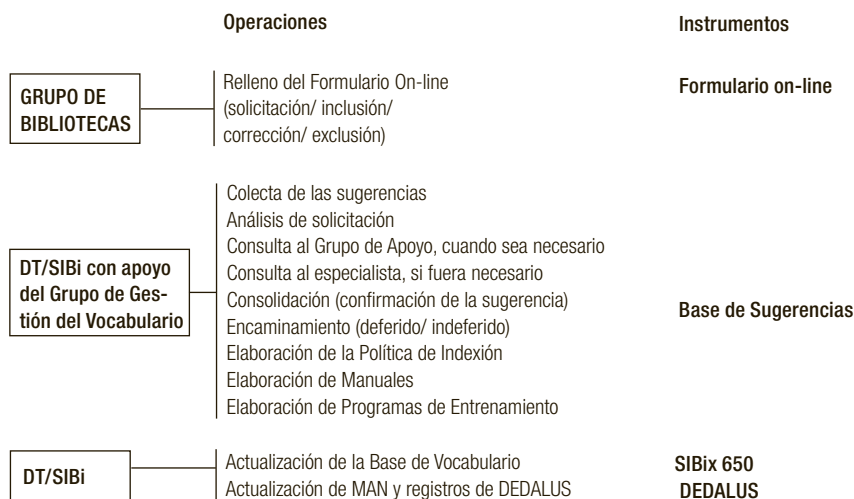 Operaciones
Instrumentos
GRUPO DE
BIBLIOTECAS
Relleno del Formulario On-line
(solicitación/ inclusión/
corrección/ exclusión)
Formulario on-line
DT/SIBi con apoyo
del Grupo de Ges-
tión del Vocabulario
Colecta de las sugerencias
Análisis de solicitación
Consulta al Grupo de Apoyo, cuando sea necesario
Consulta al especialista, si fuera necesario
Consolidación (confirmación de la sugerencia)
Encaminamiento (deferido/ indeferido)
Elaboración de la Política de Indexión
Elaboración de Manuales
Elaboración de Programas de Entrenamiento
Base de Sugerencias
DT/SIBi
Actualización de la Base de Vocabulario
Actualización de MAN y registros de DEDALUS
SIBix 650
DEDALUS